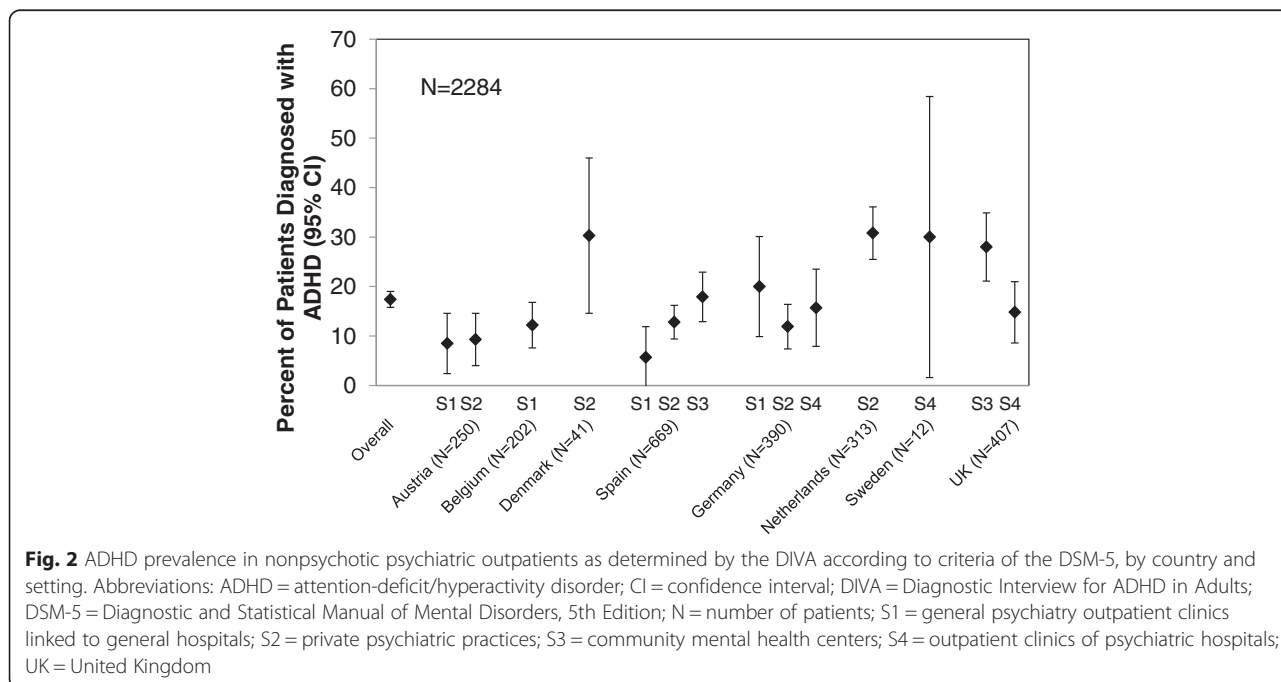 70
60
50
40
30
20
10
0
Percent of Patients Diagnosed with
ADHD (95% CI)
N=2284
S1 S2
S1
S2
S1 S2 S3
S1 S2 S4
S2
S4
S3 S4
Overall
Austria (N=250)
Belgium (N=202)
Denmark (N=41)
Spain (N=669)
Germany (N=390)
Netherlands (N=313)
Sweden (N=12)
UK (N=407)
Fig. 2 ADHD prevalence in nonpsychotic psychiatric outpatients as determined by the DIVA according to criteria of the DSM-5, by country and
setting. Abbreviations: ADHD = attention-deficit/hyperactivity disorder; CI = confidence interval; DIVA = Diagnostic Interview for ADHD in Adults;
DSM-5 = Diagnostic and Statistical Manual of Mental Disorders, 5th Edition; N = number of patients; S1 = general psychiatry outpatient clinics
linked to general hospitals; S2 = private psychiatric practices; S3 = community mental health centers; S4 = outpatient clinics of psychiatric hospitals;
UK = United Kingdom